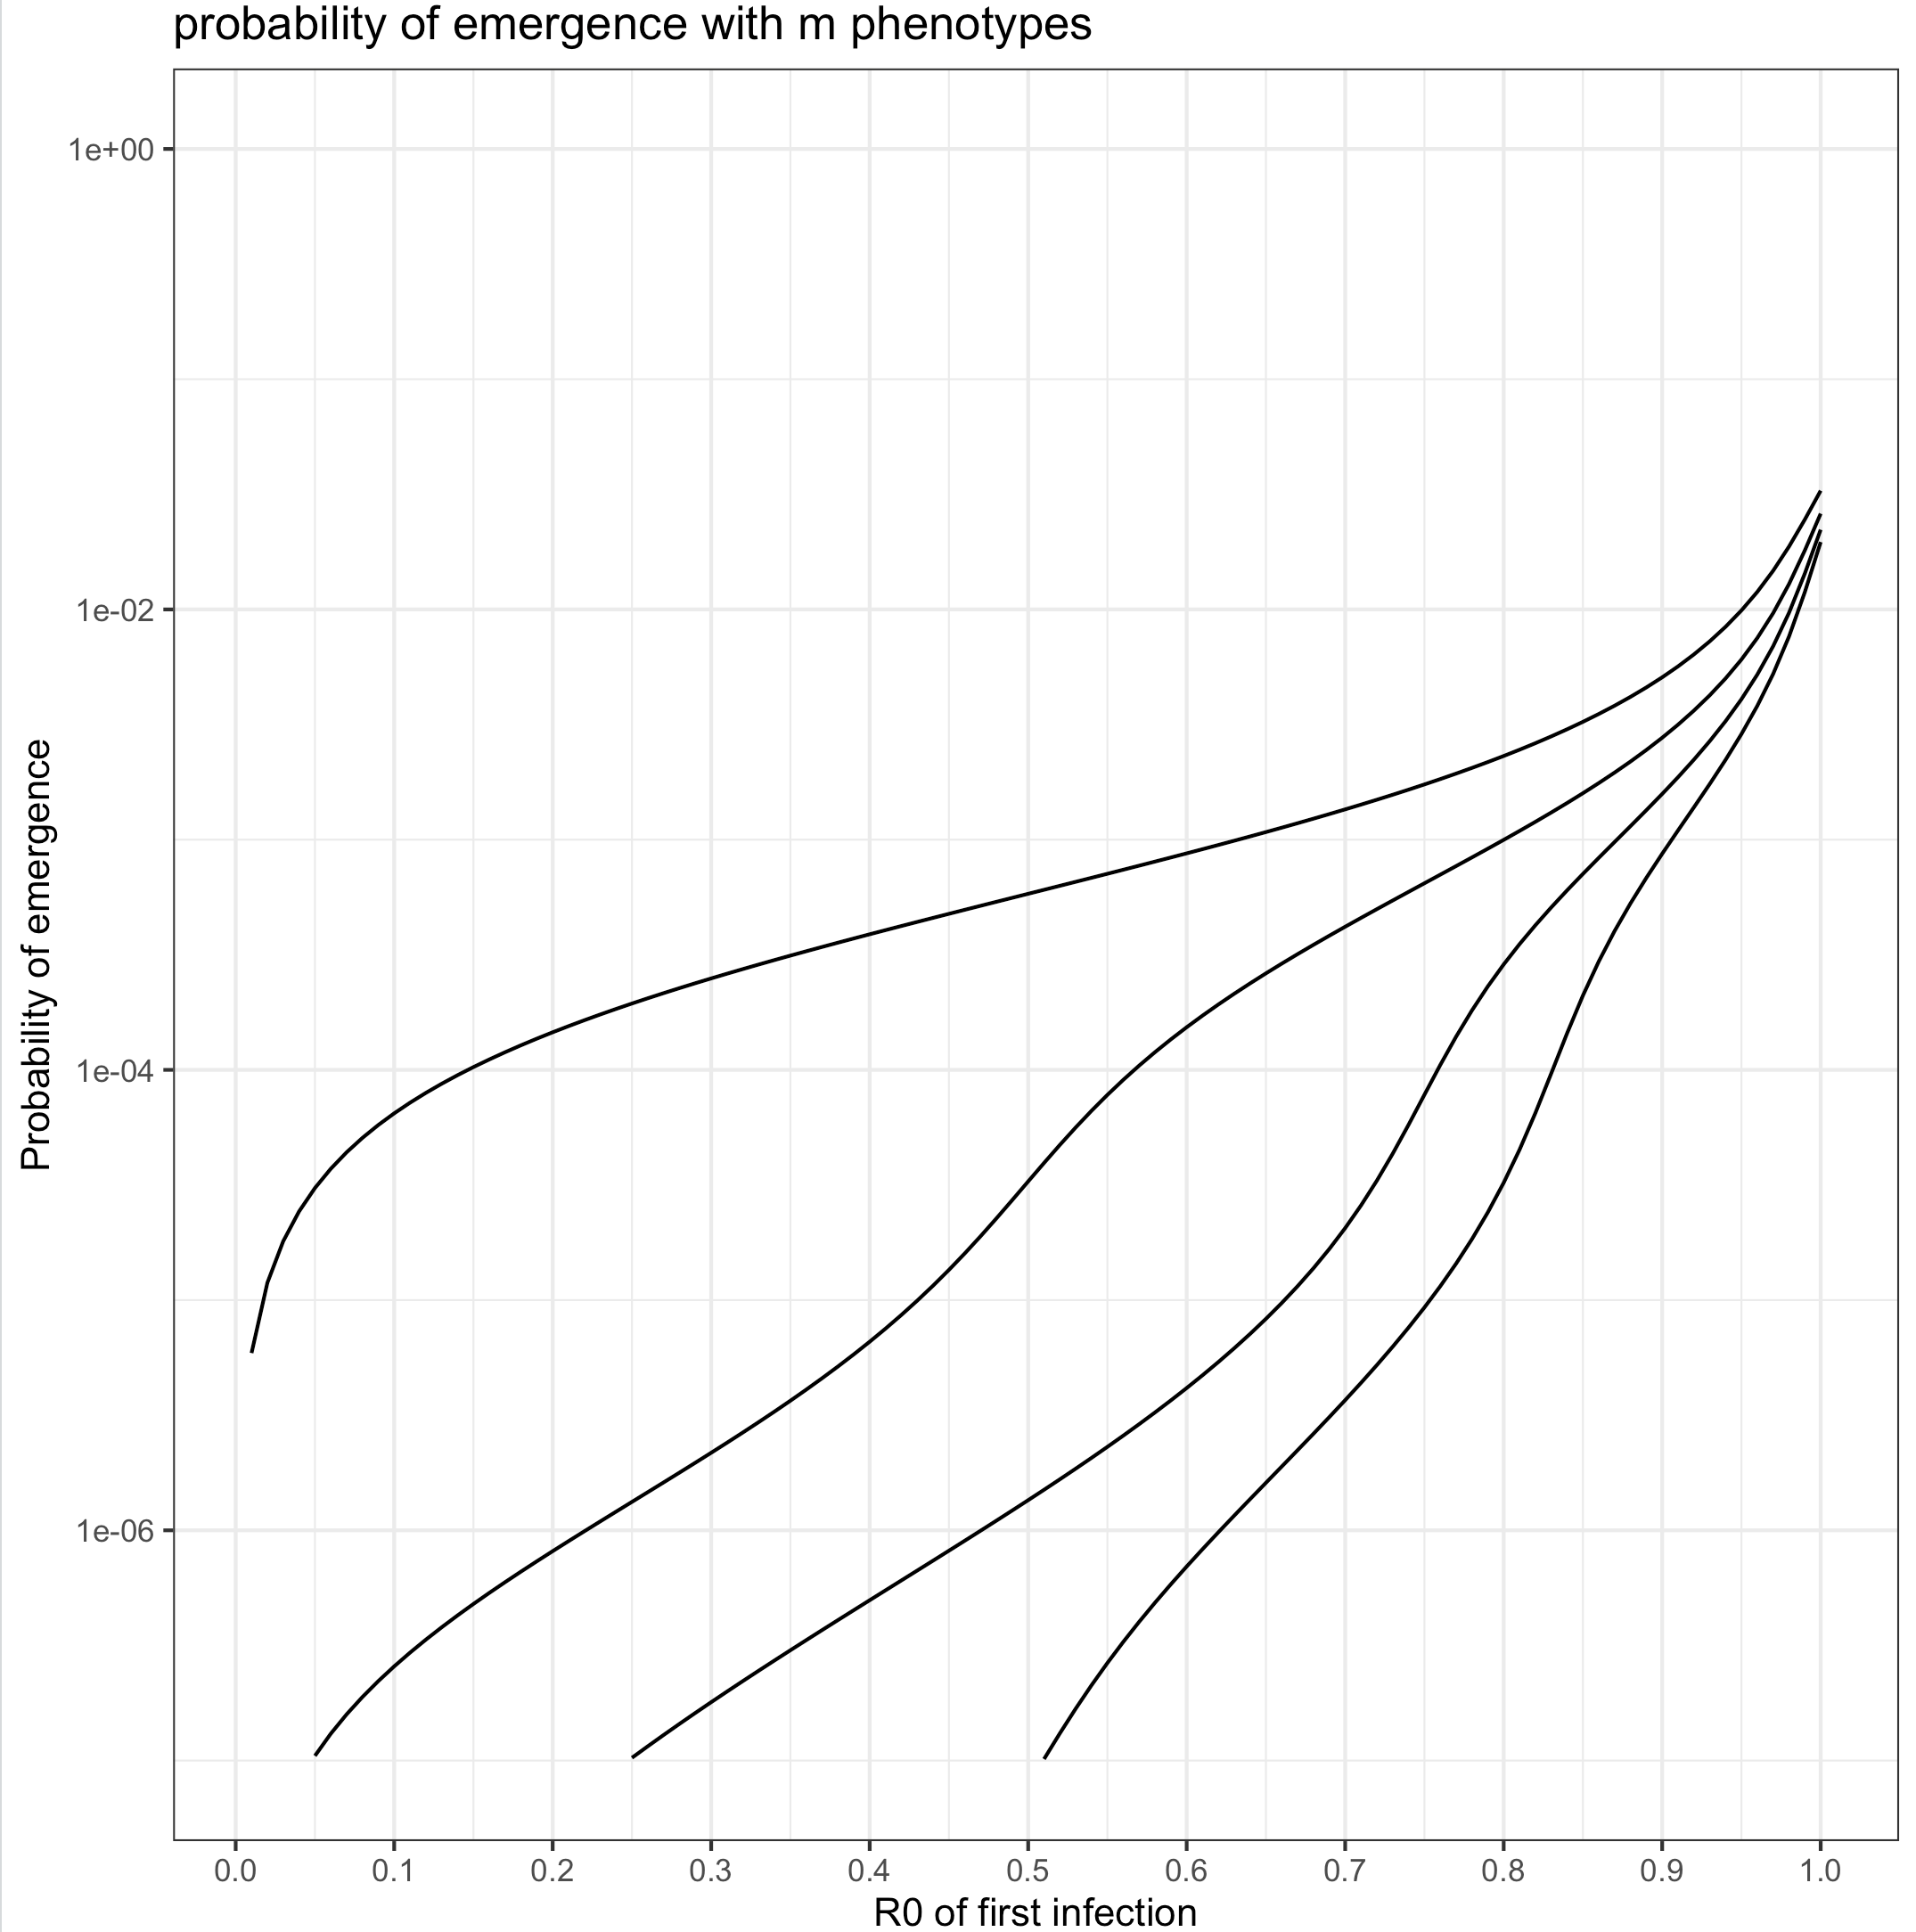 probability of emergence with m phenotypes
Probability of emergence
1e+00
1e-02
1e-04
1e-06
0.0 0.1 0.2 0.3 0.4 0.5 0.6 0.7 0.8 0.9 1.0
R0 of first infection